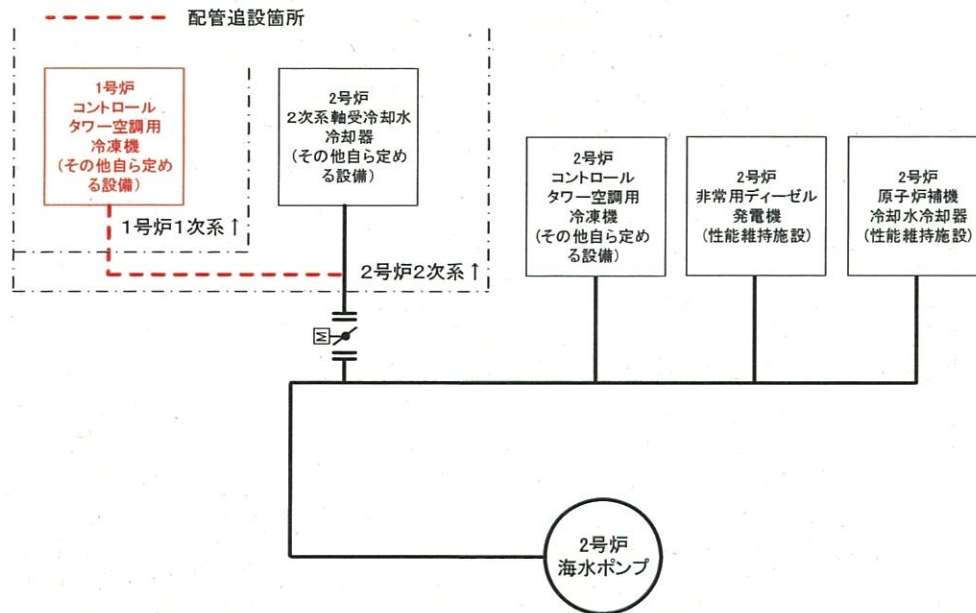 配管追設箇所
1号炉
コントロール
タワー空調用
冷凍機
(その他自ら定め
る設備)
2号炉
2次系軸受冷却水
冷却器
(その他自ら定め
る設備)
1号炉1次系↑
2号炉2次系↑
2号炉
コントロール
タワー空調用
冷凍機
(その他自ら定め
る設備)
2号炉
非常用ディーゼル
発電機
(性能維持施設)
2号炉
原子炉補機
冷却水冷却器
(性能維持施設)
M
2号炉
海水ポンプ